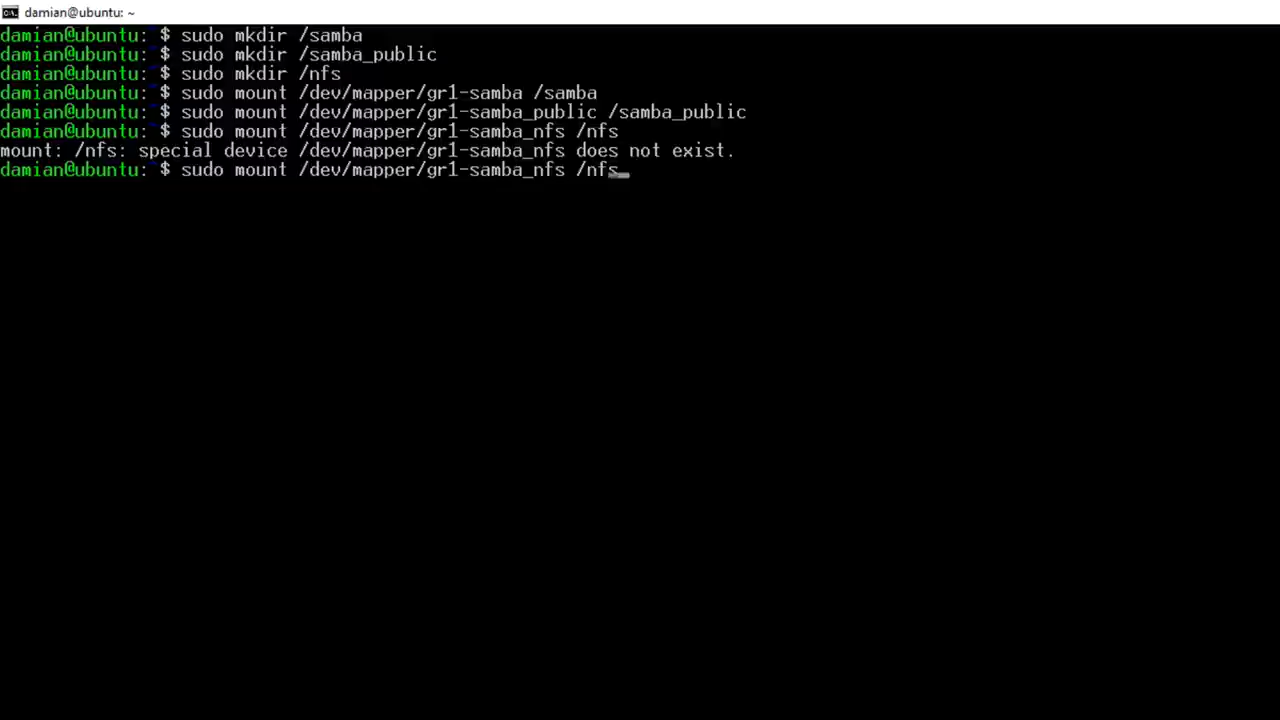 damian@ubuntu: ~
damian@ubuntu:~$ sudo mkdir /samba
damian@ubuntu:~$ sudo mkdir /samba_public
damian@ubuntu:~$ sudo mkdir /nfs
damian@ubuntu:~$ sudo mount /dev/mapper/gr1-samba /samba
damian@ubuntu:~$ sudo mount /dev/mapper/gr1-samba_public /samba_public
damian@ubuntu:~$ sudo mount /dev/mapper/gr1-samba_nfs /nfs
mount: /nfs: special device /dev/mapper/gr1-samba_nfs does not exist.
damian@ubuntu:~$ sudo mount /dev/mapper/gr1-samba_nfs /nfs